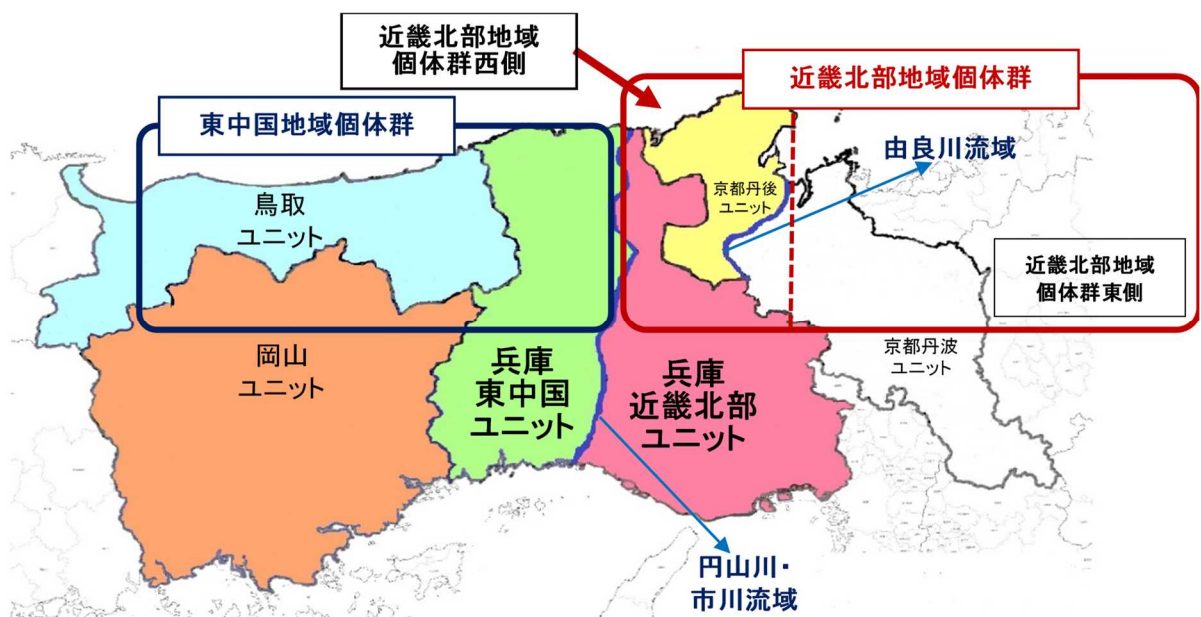 近畿北部地域
個体群西側
近畿北部地域個体群
東中国地域個体群
由良川流域
鳥取
ユニット
京都丹後
ユニット
近畿北部地域
個体群東側
岡山
ユニット
兵庫
東中国
ユニット
兵庫
近畿北部
ユニット
京都丹波
ユニット
円山川・
市川流域